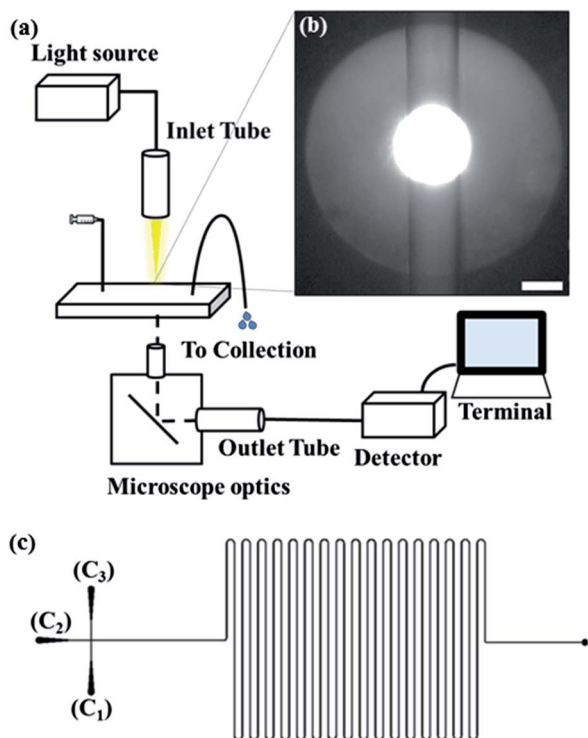 (a)
(b)
Light source
Inlet Tube
To Collection
Terminal
Outlet Tube
Detector
Microscope optics
(c)
(C₃)
(C₂)
(C₁)